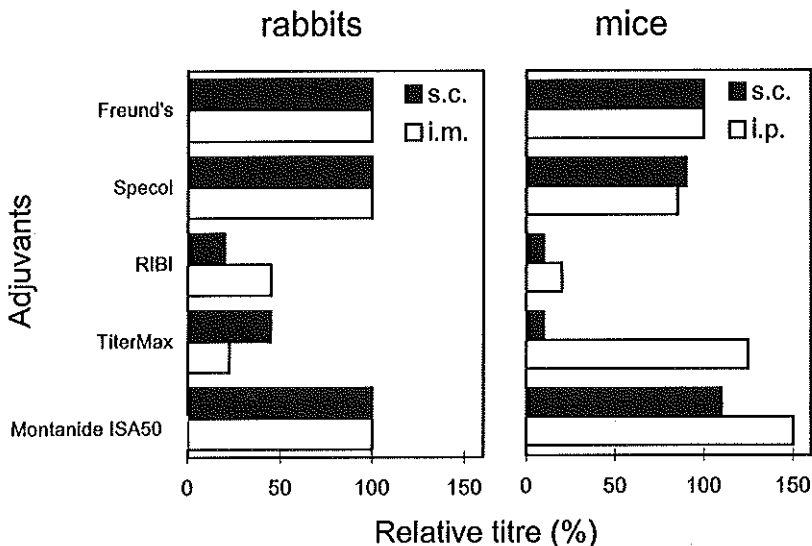 rabbits
mice
Adjuvants
Freund's
Specol
RIBI
TiterMax
Montanide ISA50
s.c.
i.m.
s.c.
i.p.
0 50 100 150
0 50 100 150
Relative titre (%)